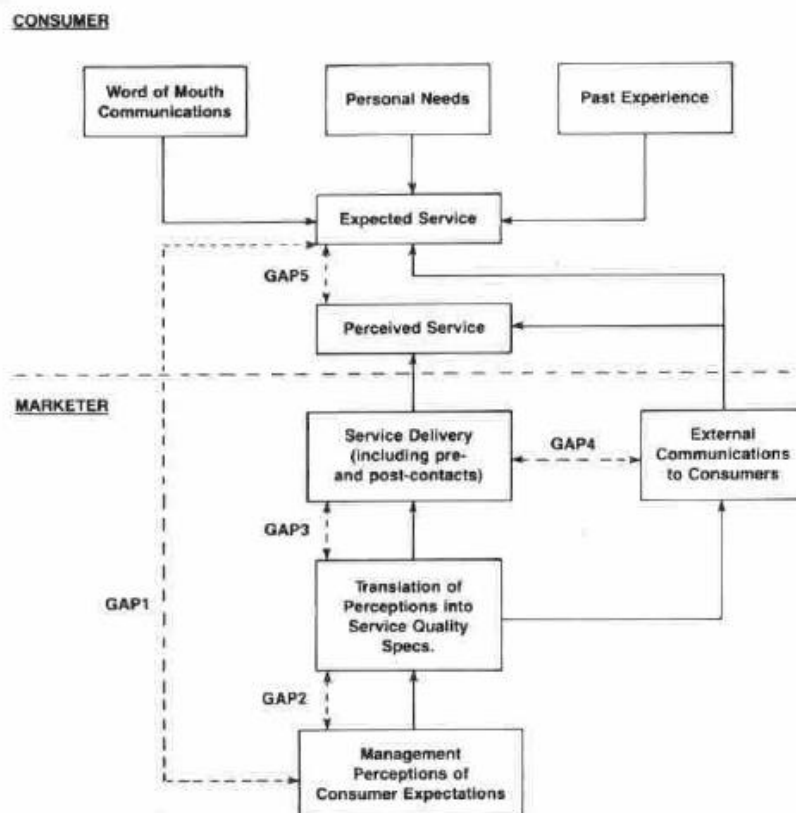 CONSUMER
Word of Mouth
Communications
Personal Needs
Past Experience
Expected Service
GAP5
Perceived Service
MARKETER
Service Delivery
(including pre-
and post-contacts)
GAP4
External
Communications
to Consumers
GAP3
Translation of
Perceptions into
Service Quality
Specs.
GAP1
GAP2
Management
Perceptions of
Consumer Expectations